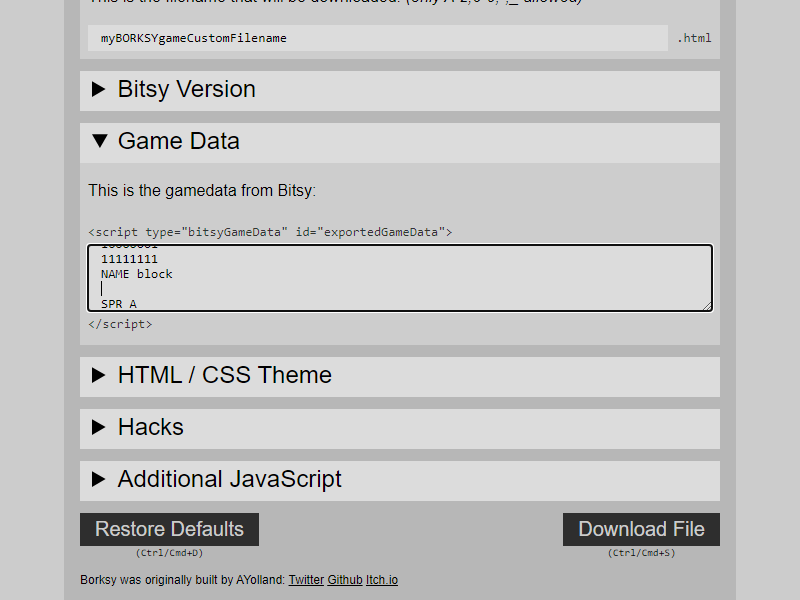 myBORKSYgameCustomFilename .html
Bitsy Version
Game Data
This is the gamedata from Bitsy:
<script type="bitsyGameData" id="exportedGameData">
11111111
NAME block
SPR A
</script>
HTML / CSS Theme
Hacks
Additional JavaScript
Restore Defaults Download File
(Ctrl/Cmd+D) (Ctrl/Cmd+S)
Borksy was originally built by AYolland: Twitter Github Itch.io